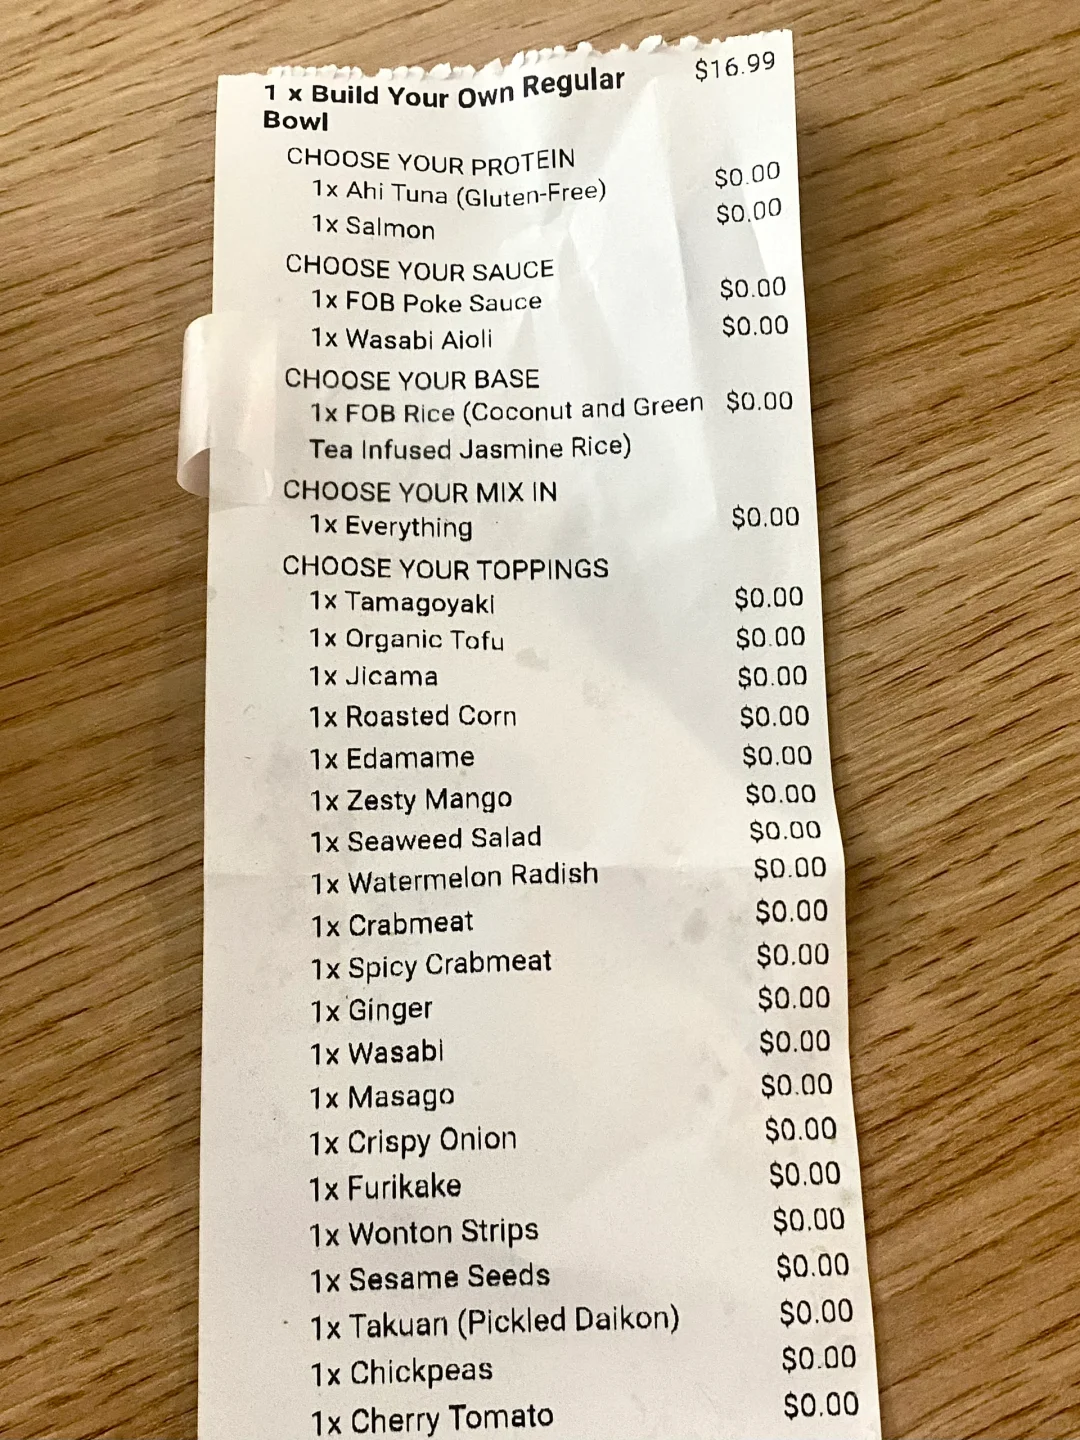 1 x Build Your Own Regular $16.99
Bowl
CHOOSE YOUR PROTEIN
1x Ahi Tuna (Gluten-Free) $0.00
1x Salmon $0.00
CHOOSE YOUR SAUCE
1x FOB Poke Sauce $0.00
1x Wasabi Aioli $0.00
CHOOSE YOUR BASE
1x FOB Rice (Coconut and Green $0.00
Tea Infused Jasmine Rice)
CHOOSE YOUR MIX IN
1x Everything $0.00
CHOOSE YOUR TOPPINGS
1x Tamagoyaki $0.00
1x Organic Tofu $0.00
1x Jicama $0.00
1x Roasted Corn $0.00
1x Edamame $0.00
1x Zesty Mango $0.00
1x Seaweed Salad $0.00
1x Watermelon Radish $0.00
1x Crabmeat $0.00
1x Spicy Crabmeat $0.00
1x Ginger $0.00
1x Wasabi $0.00
1x Masago $0.00
1x Crispy Onion $0.00
1x Furikake $0.00
1x Wonton Strips $0.00
1x Sesame Seeds $0.00
1x Takuan (Pickled Daikon) $0.00
1x Chickpeas $0.00
1x Cherry Tomato $0.00